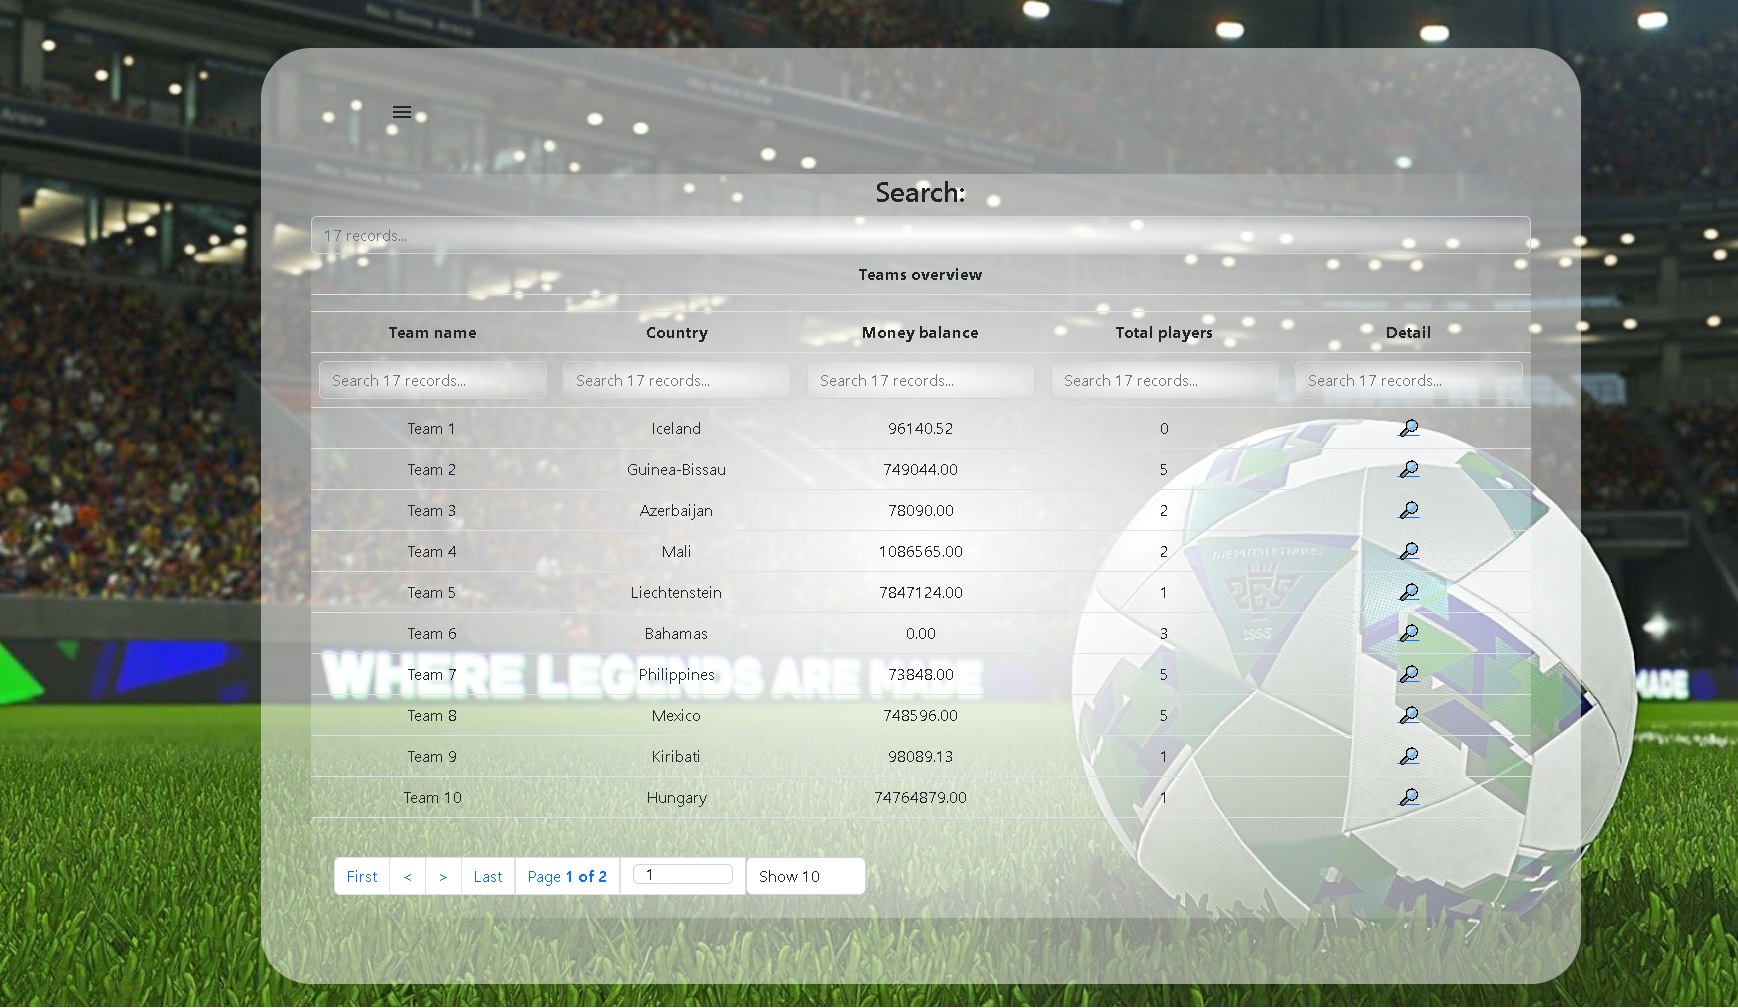 Search:
17 records...
Teams overview
Team name Country Money balance Total players Detail
Search 17 records... Search 17 records... Search 17 records... Search 17 records... Search 17 records...
Team 1 Iceland 96140.52 0
Team 2 Guinea-Bissau 749044.00 5
Team 3 Azerbaijan 78090.00 2
Team 4 Mali 1086565.00 2
Team 5 Liechtenstein 7847124.00 1
Team 6 Bahamas 0.00 3
WHERE LEGENDS ARE MADE
MADE
Team 7 Philippines 73848.00 5
Team 8 Mexico 748596.00 5
Team 9 Kiribati 98089.13 1
Team 10 Hungary 74764879.00 1
First < > Last Page 1 of 2 1 Show 10